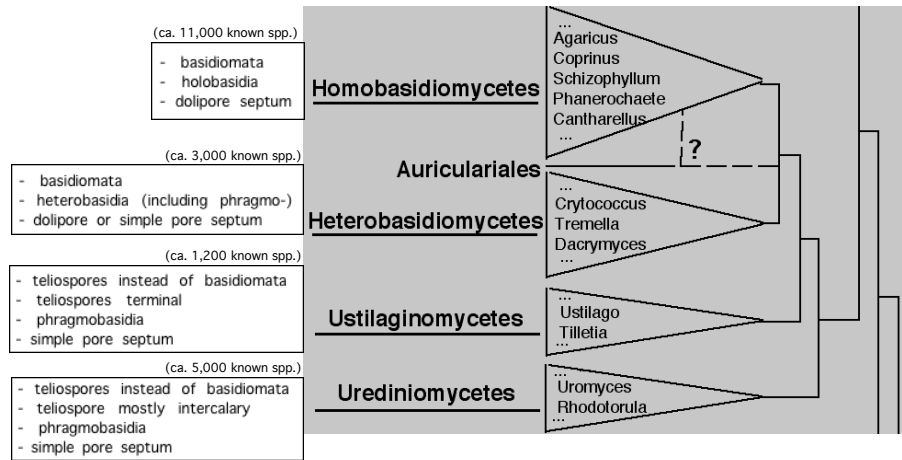 (ca. 11,000 known spp.)
- basidiomata
- holobasidia
- dolipore septum
Homobasidiomycetes
...
Agaricus
Coprinus
Schizophyllum
Phanerochaete
Cantharellus
...
?
(ca. 3,000 known spp.)
- basidiomata
- heterobasidia (including phragmo-)
- dolipore or simple pore septum
Auriculariales
Heterobasidiomycetes
...
Crytococcus
Tremella
Dacrymyces
...
(ca. 1,200 known spp.)
- teliospores instead of basidiomata
- teliospores terminal
- phragmobasidia
- simple pore septum
Ustilaginomycetes
...
Ustilago
Tilletia
...
(ca. 5,000 known spp.)
- teliospores instead of basidiomata
- teliospore mostly intercalary
- phragmobasidia
- simple pore septum
Urediniomycetes
...
Uromyces
Rhodotorula
...